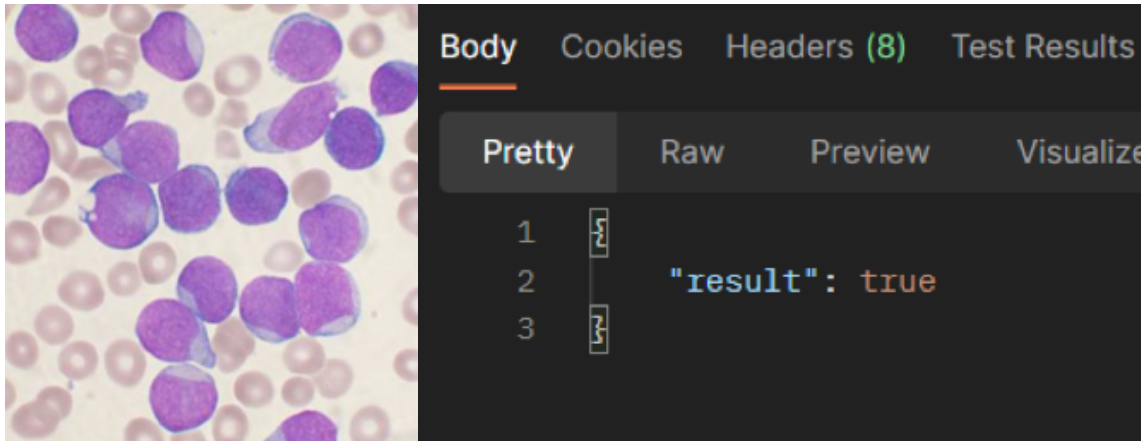 Body Cookies Headers (8) Test Results
Pretty Raw Preview Visualize
1 {
2 "result": true
3 }